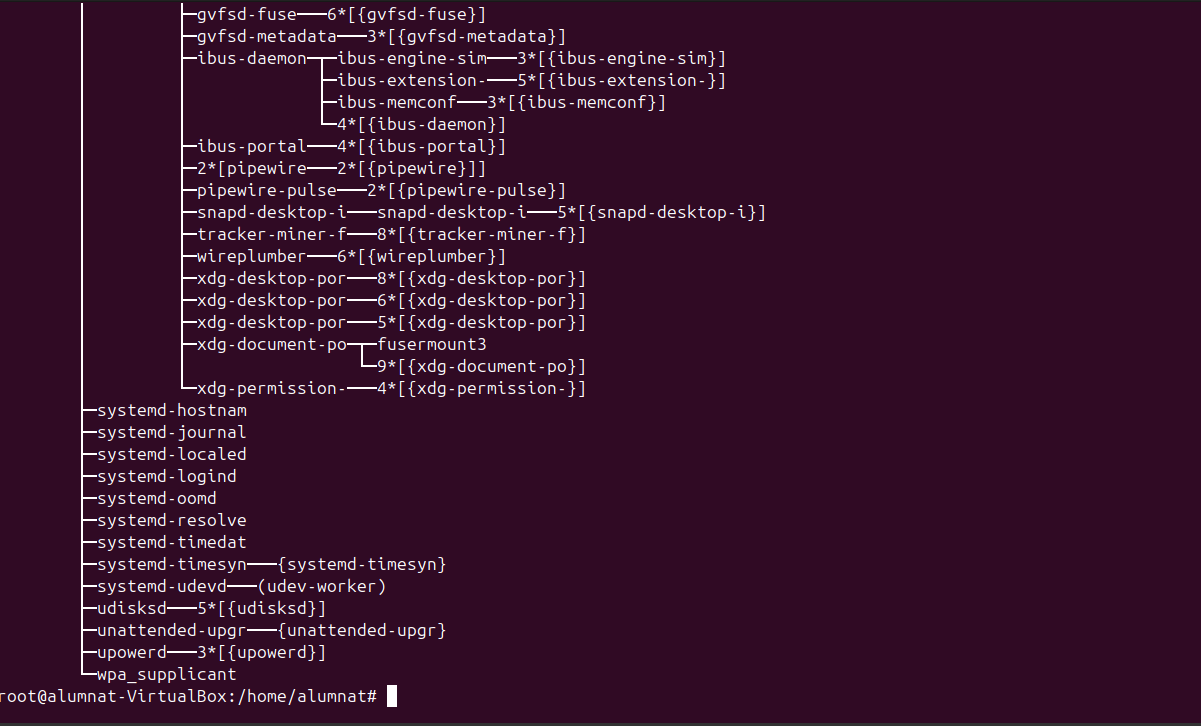 ├─gvfsd-fuse───6*[{gvfsd-fuse}]
├─gvfsd-metadata───3*[{gvfsd-metadata}]
├─ibus-daemon─┬─ibus-engine-sim───3*[{ibus-engine-sim}]
├─ibus-extension-───5*[{ibus-extension-}]
├─ibus-memconf───3*[{ibus-memconf}]
└─4*[{ibus-daemon}]
├─ibus-portal───4*[{ibus-portal}]
├─2*[pipewire───2*[{pipewire}]]
├─pipewire-pulse───2*[{pipewire-pulse}]
├─snapd-desktop-i───snapd-desktop-i───5*[{snapd-desktop-i}]
├─tracker-miner-f───8*[{tracker-miner-f}]
├─wireplumber───6*[{wireplumber}]
├─xdg-desktop-por───8*[{xdg-desktop-por}]
├─xdg-desktop-por───6*[{xdg-desktop-por}]
├─xdg-desktop-por───5*[{xdg-desktop-por}]
├─xdg-document-po─┬─fusermount3
└─9*[{xdg-document-po}]
└─xdg-permission-───4*[{xdg-permission-}]
├─systemd-hostnam
├─systemd-journal
├─systemd-localed
├─systemd-logind
├─systemd-oomd
├─systemd-resolve
├─systemd-timedat
├─systemd-timesyn───{systemd-timesyn}
├─systemd-udevd───(udev-worker)
├─udisksd───5*[{udisksd}]
├─unattended-upgr───{unattended-upgr}
├─upowerd───3*[{upowerd}]
└─wpa_supplicant
root@alumnat-VirtualBox:/home/alumnat#